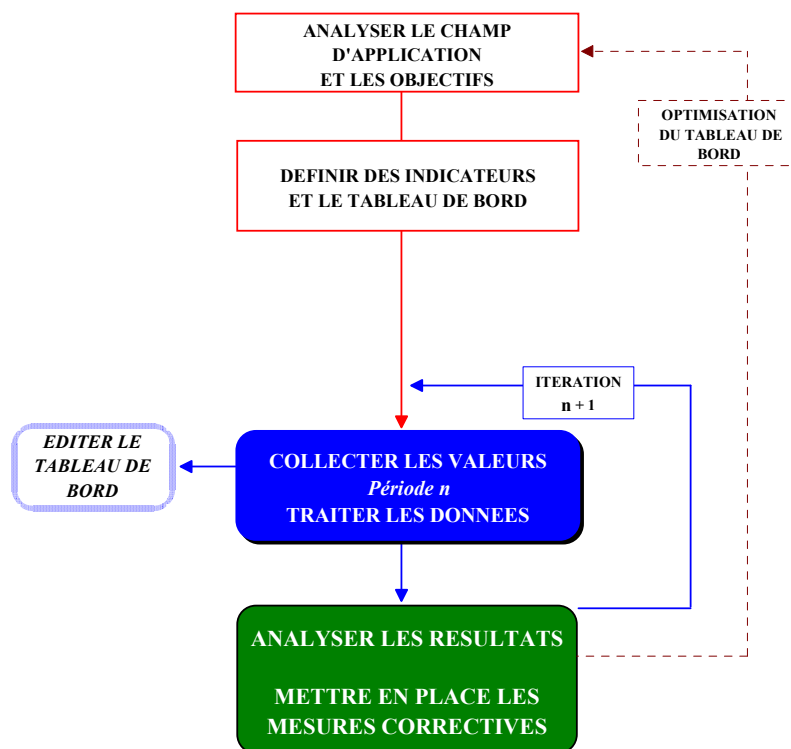 ANALYSER LE CHAMP
D'APPLICATION
ET LES OBJECTIFS
OPTIMISATION
DU TABLEAU DE
BORD
DEFINIR DES INDICATEURS
ET LE TABLEAU DE BORD
ITERATION
n + 1
EDITER LE
TABLEAU DE
BORD
COLLECTER LES VALEURS
Période n
TRAITER LES DONNEES
ANALYSER LES RESULTATS
METTRE EN PLACE LES
MESURES CORRECTIVES